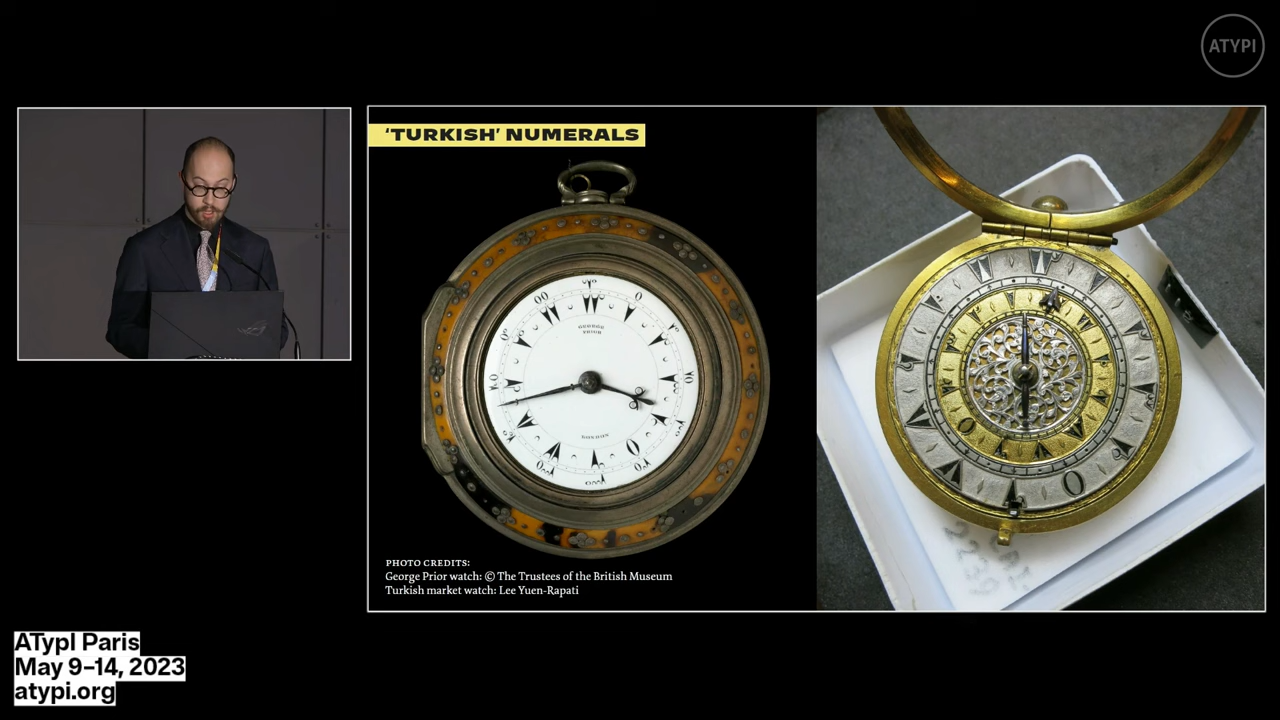 ATYPI
‘TURKISH’ NUMERALS
GEORGE
PRIOR
LONDON
PHOTO CREDITS:
George Prior watch: © The Trustees of the British Museum
Turkish market watch: Lee Yuen-Rapati
ATypI Paris
May 9–14, 2023
atypi.org